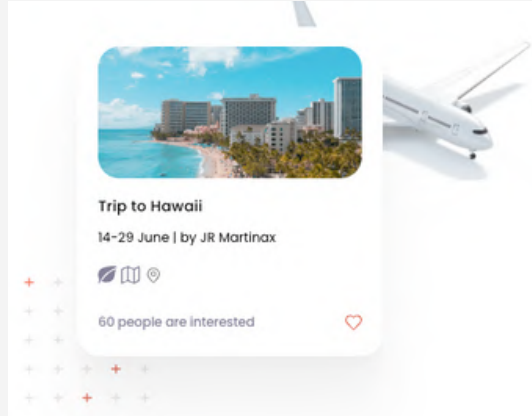 Trip to Hawaii
14-29 June | by JR Martinax
60 people are interested